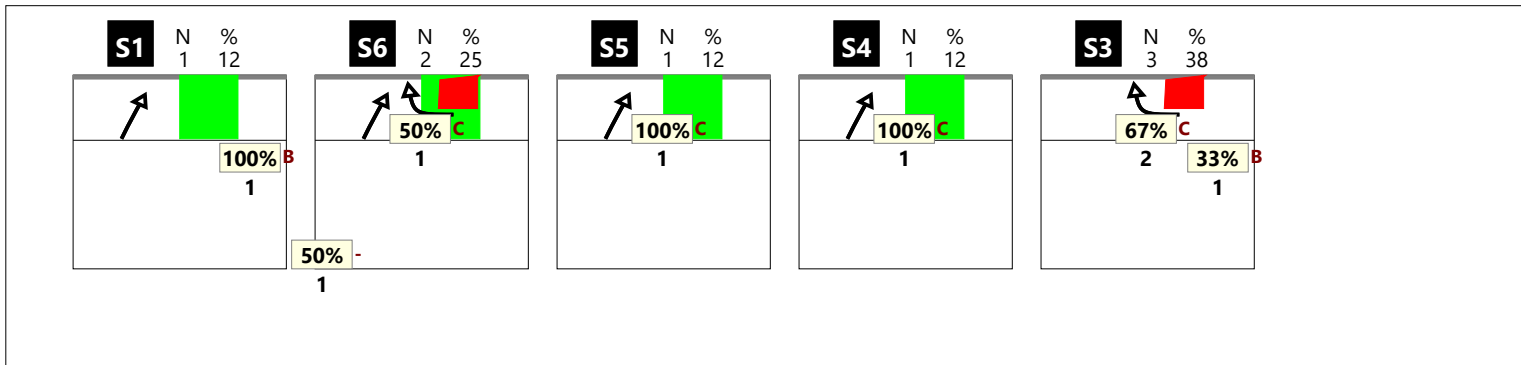 S1 N % S6 N % S5 N % S4 N % S3 N %
1 12 2 25 1 12 1 12 3 38
50% C 100% C 100% C 67% C
100% B 1 1 1 2 33% B
1 1
50% -
1